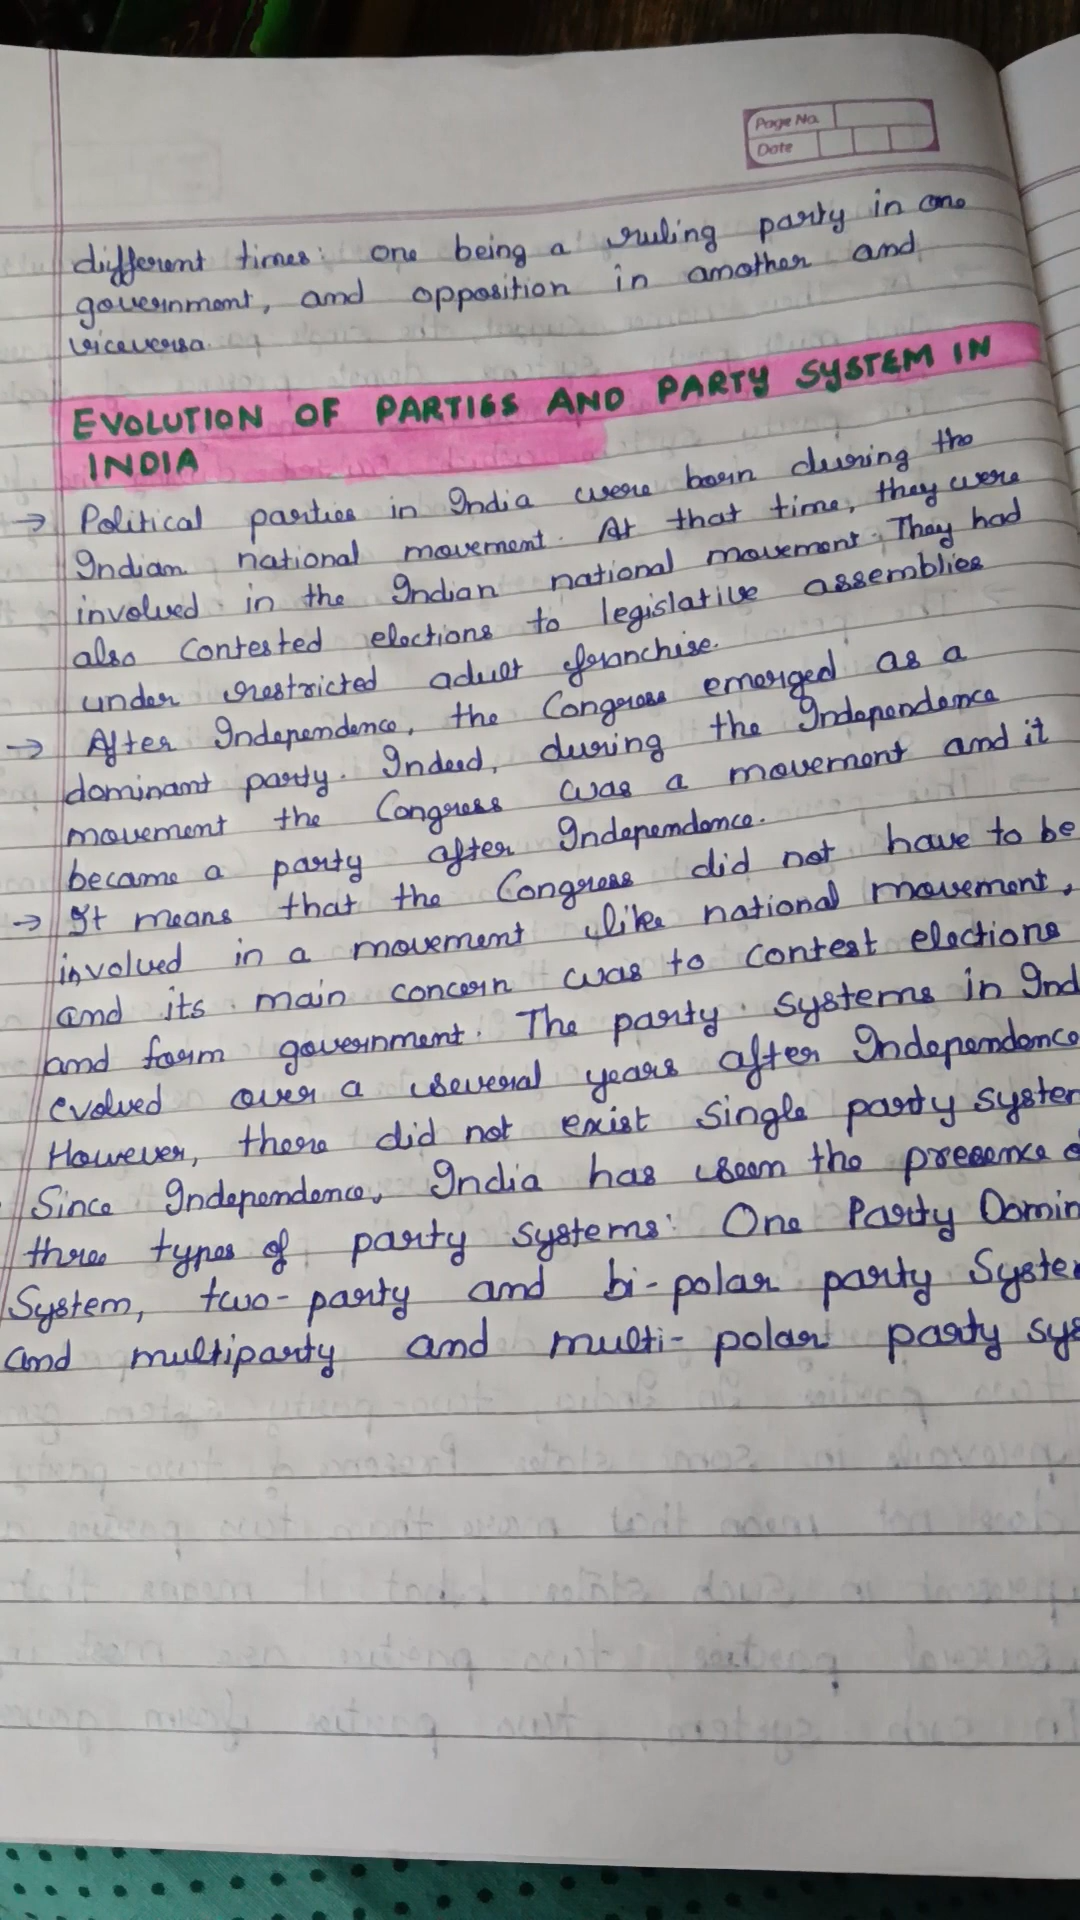 Page No.
Date
different times: one being a ruling party in one
government, and opposition in another and
viceversa.
EVOLUTION OF PARTIES AND PARTY SYSTEM IN
INDIA
→ Political parties in India were born during the
Indian national movement. At that time, they were
involved in the Indian national movement. They had
also contested elections to legislative assemblies
under restricted adult franchise.
→ After Independence, the Congress emerged as a
dominant party. Indeed, during the Independence
movement the Congress was a movement and it
became a party after Independence.
→ It means that the Congress did not have to be
involved in a movement like national movement,
and its main concern was to contest elections
and form government. The party systems in Ind
evolved over a several years after Independence
However, there did not exist single party system
Since Independence, India has seen the presence o
three types of party systems: One Party Domin
System, two-party and bi-polar party System
and multiparty and multi-polar party sys